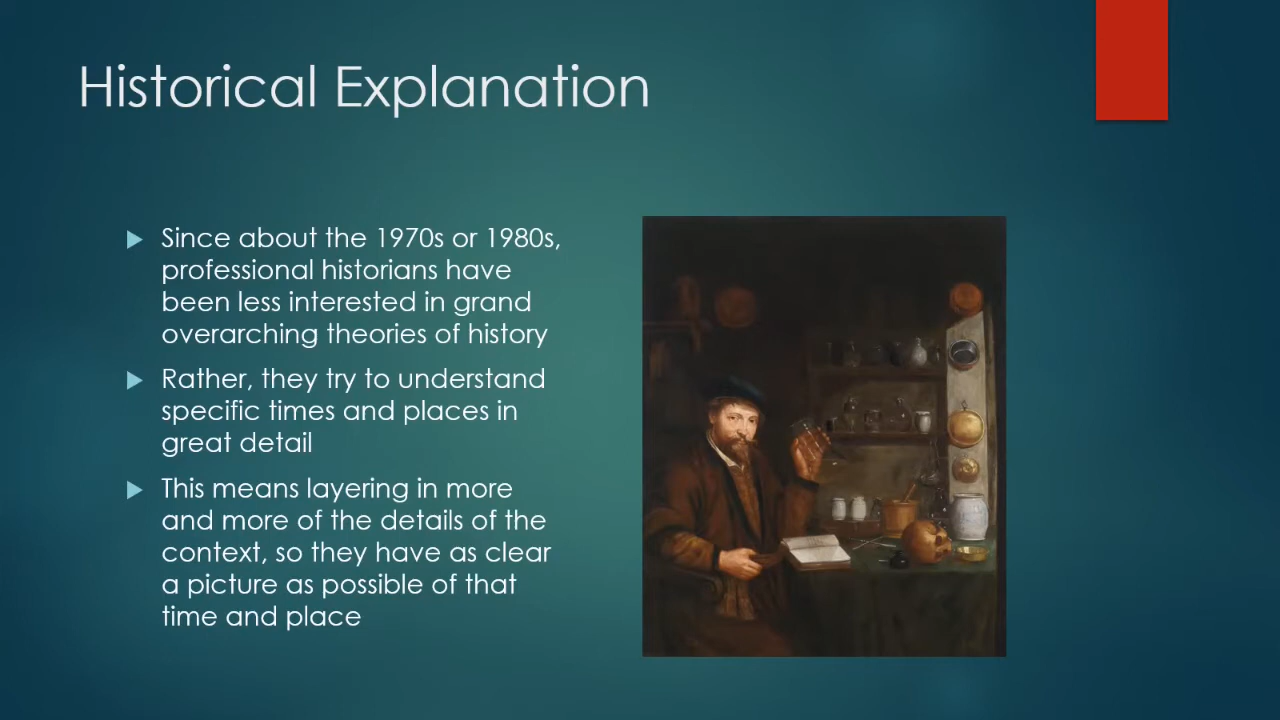 Historical Explanation
Since about the 1970s or 1980s,
professional historians have
been less interested in grand
overarching theories of history
Rather, they try to understand
specific times and places in
great detail
This means layering in more
and more of the details of the
context, so they have as clear
a picture as possible of that
time and place